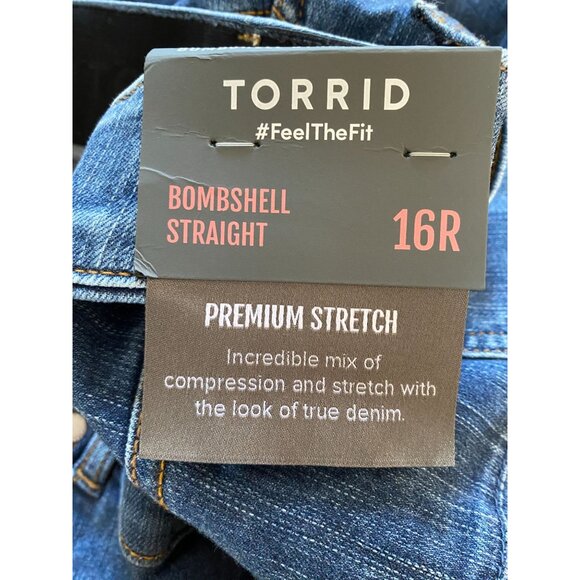 TORRID
#FeelTheFit
BOMBSHELL
STRAIGHT
16R
PREMIUM STRETCH
Incredible mix of
compression and stretch with
the look of true denim.